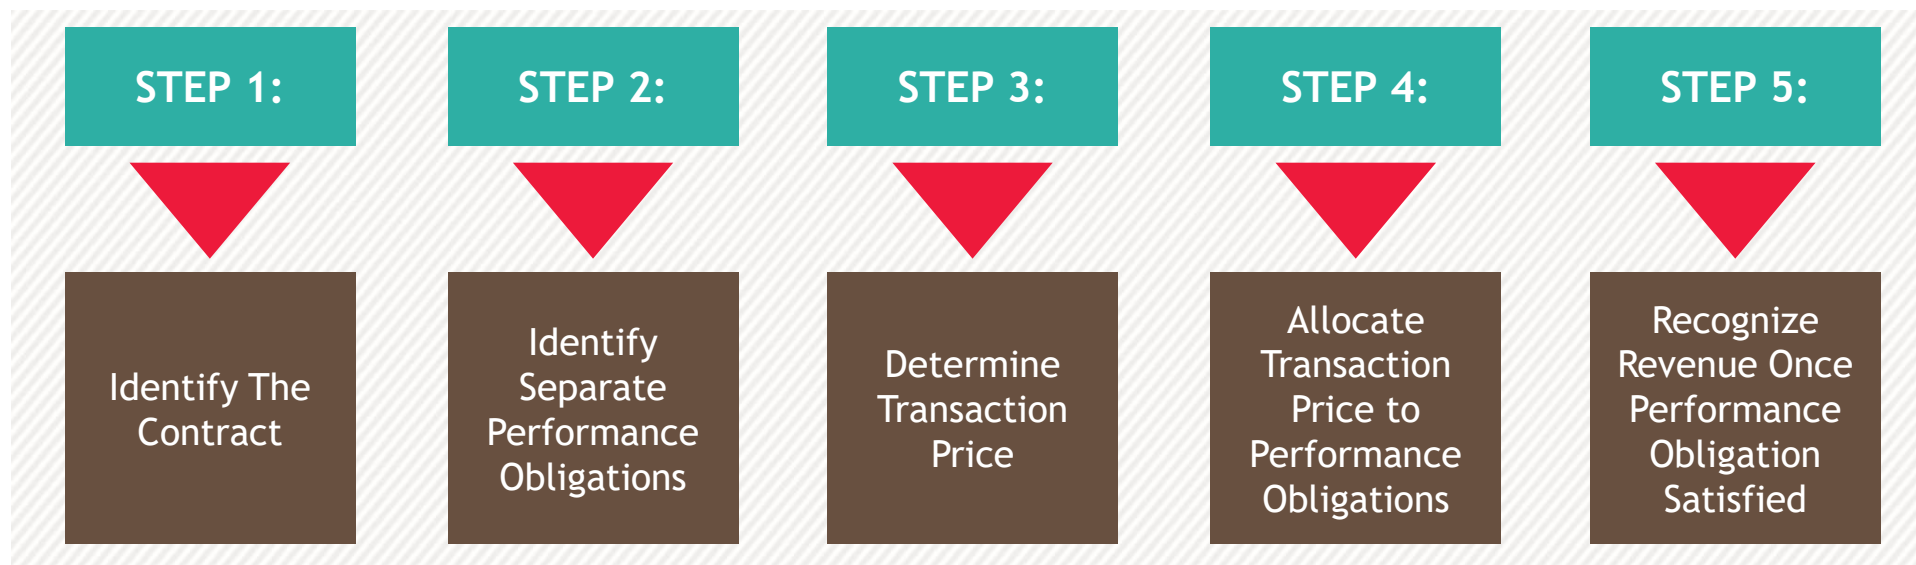 STEP 1:
STEP 2:
STEP 3:
STEP 4:
STEP 5:
Identify The
Contract
Identify
Separate
Performance
Obligations
Determine
Transaction
Price
Allocate
Transaction
Price to
Performance
Obligations
Recognize
Revenue Once
Performance
Obligation
Satisfied